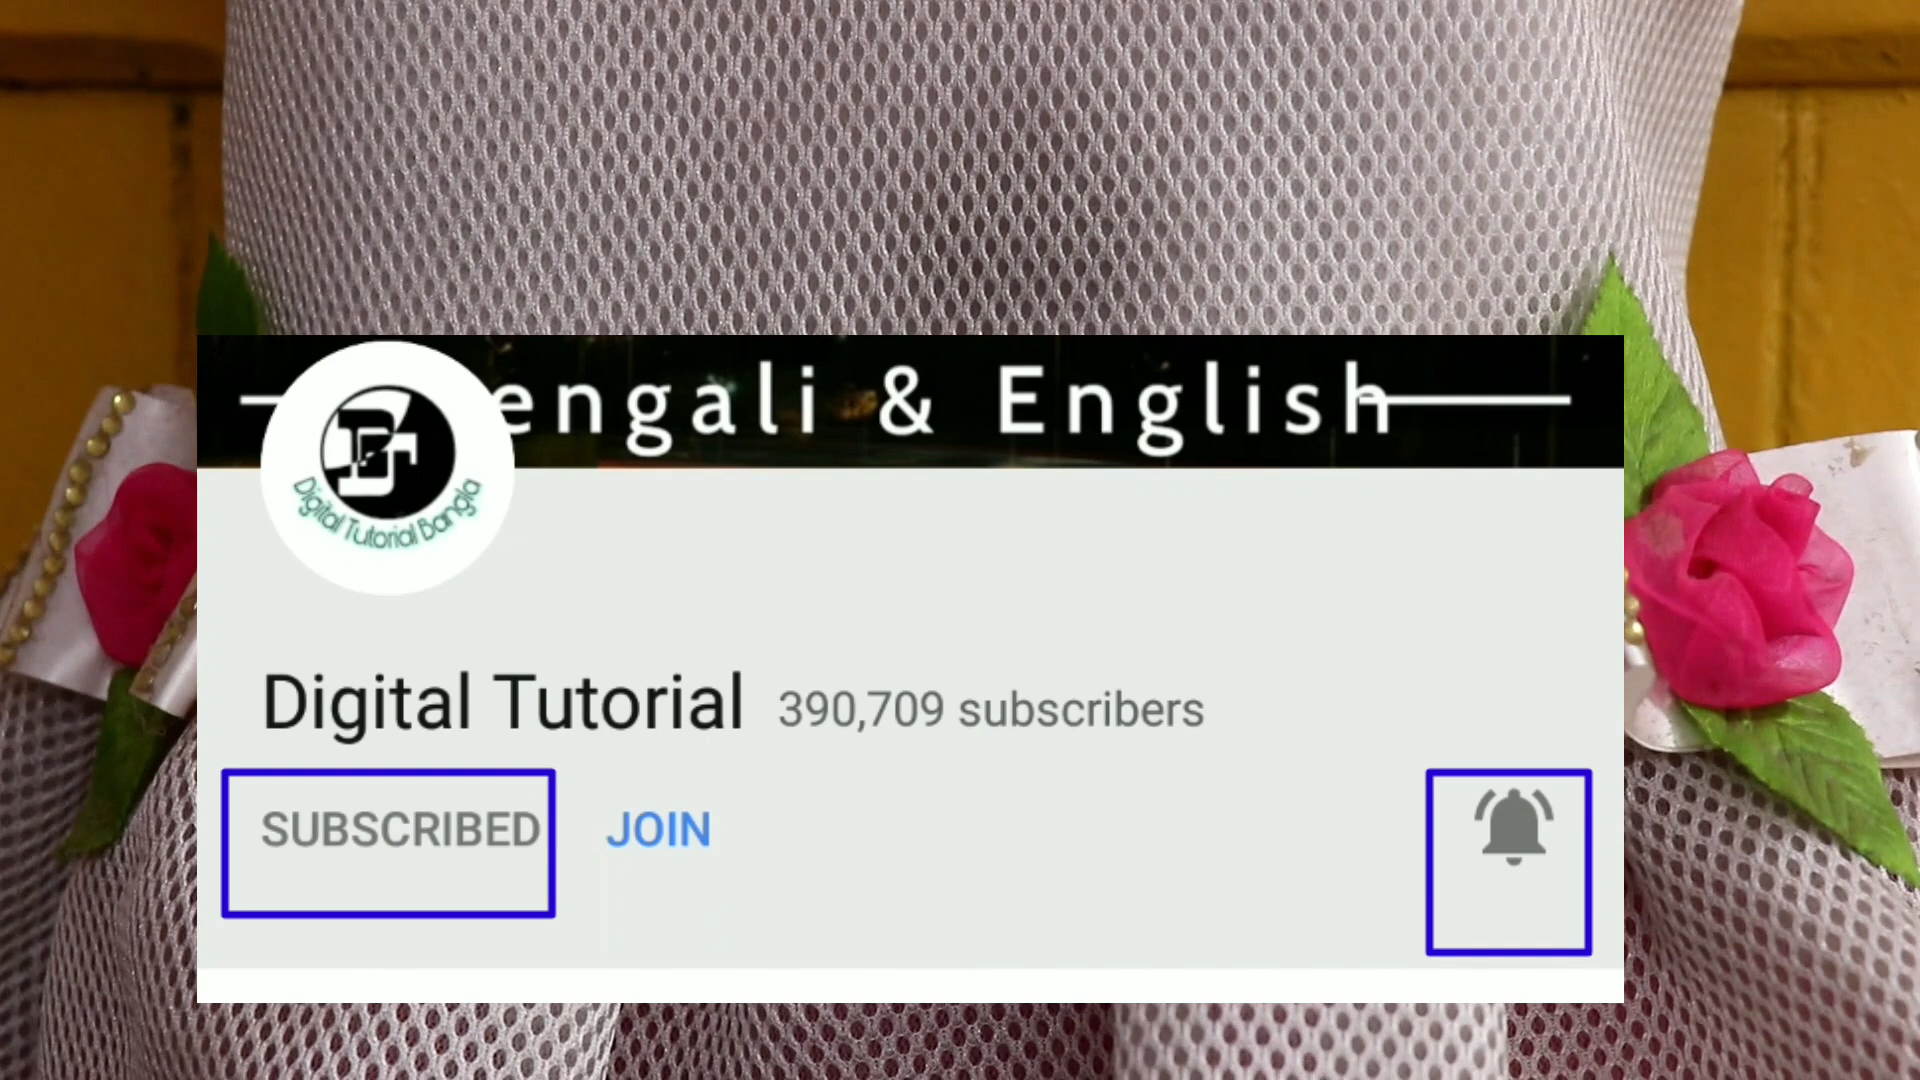 engali & English
Digital Tutorial Bangla
Digital Tutorial 390,709 subscribers
SUBSCRIBED JOIN